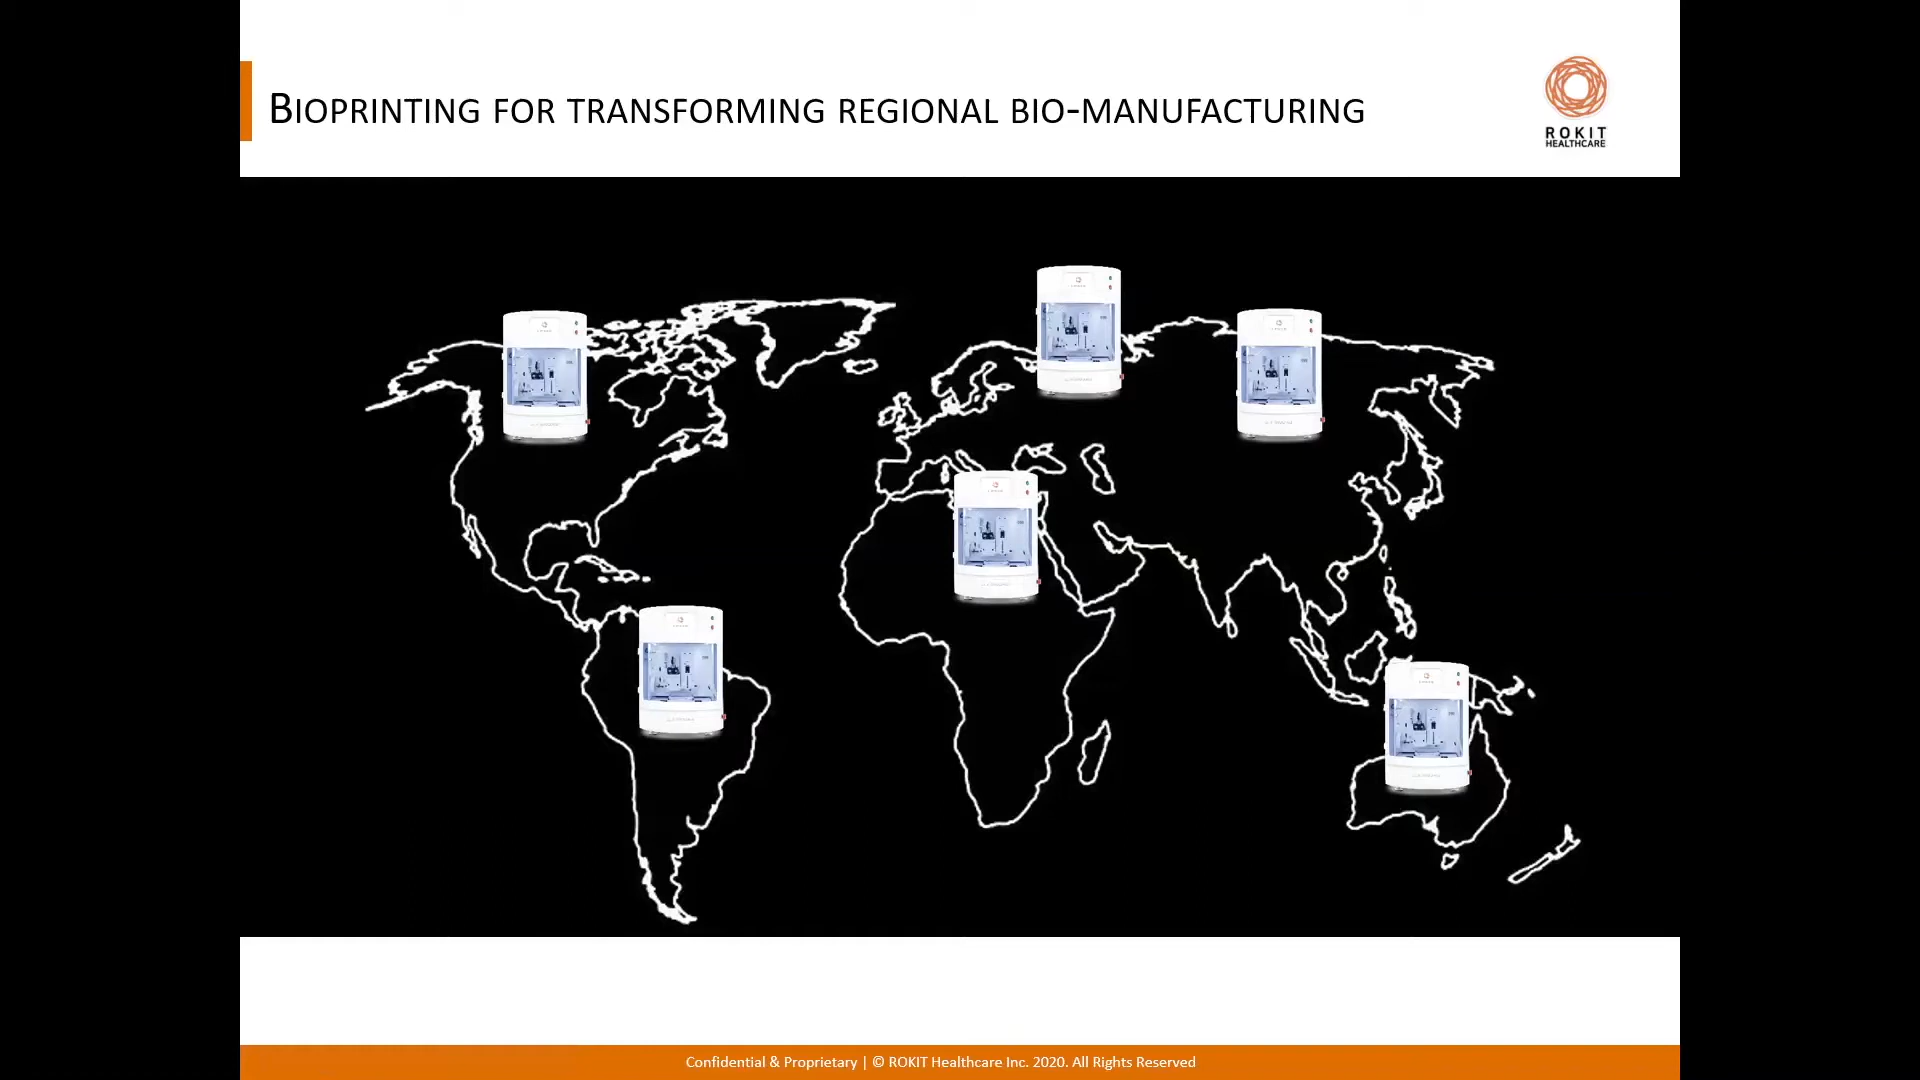 Bioprinting for transforming regional bio-manufacturing
ROKIT
HEALTHCARE
Confidential & Proprietary | © ROKIT Healthcare Inc. 2020. All Rights Reserved